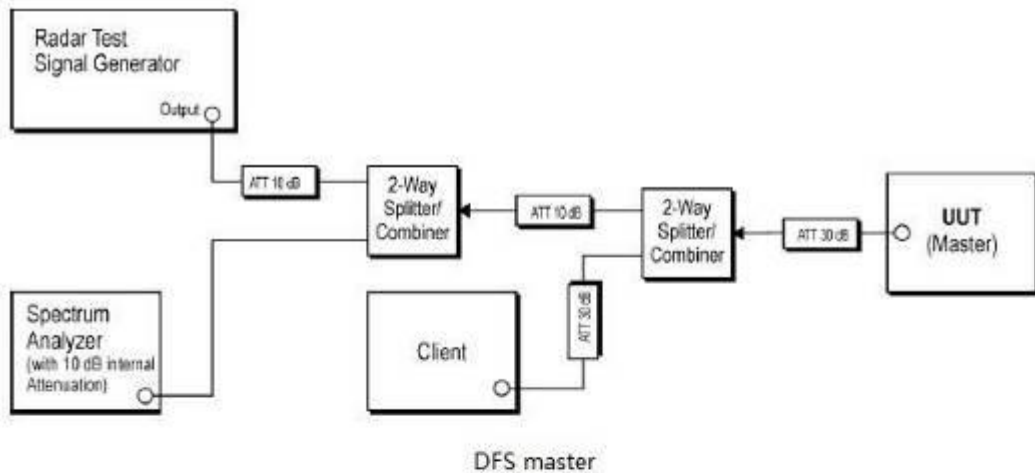 Radar Test
Signal Generator
Output
ATT 10 dB
2-Way
Splitter/
Combiner
ATT 10 dB
2-Way
Splitter/
Combiner
ATT 30 dB
UUT
(Master)
Spectrum
Analyzer
(with 10 dB internal
Attenuation)
Client
ATT 30 dB
DFS master